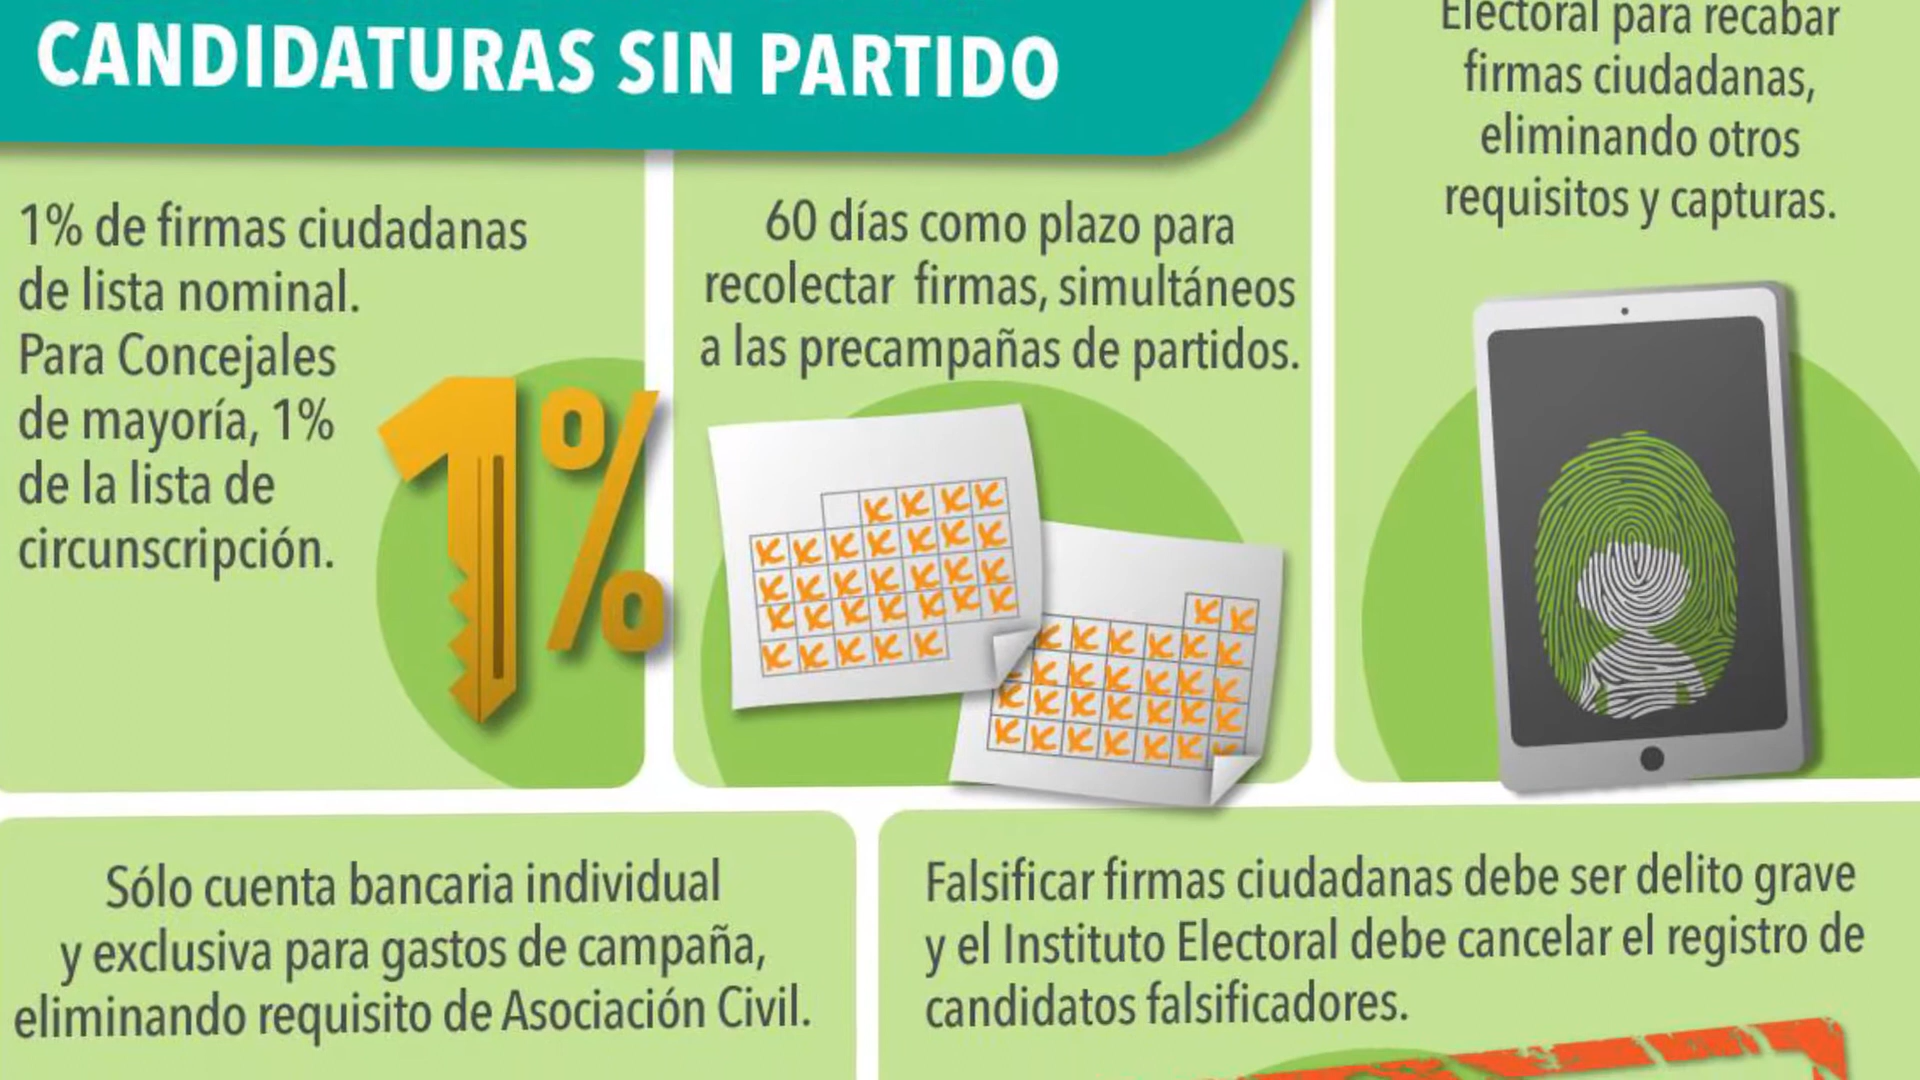 CANDIDATURAS SIN PARTIDO
1% de firmas ciudadanas
de lista nominal.
Para Concejales
de mayoría, 1%
de la lista de
circunscripción.
1%
60 días como plazo para
recolectar firmas, simultáneos
a las precampañas de partidos.
Electoral para recabar
firmas ciudadanas,
eliminando otros
requisitos y capturas.
Sólo cuenta bancaria individual
y exclusiva para gastos de campaña,
eliminando requisito de Asociación Civil.
Falsificar firmas ciudadanas debe ser delito grave
y el Instituto Electoral debe cancelar el registro de
candidatos falsificadores.